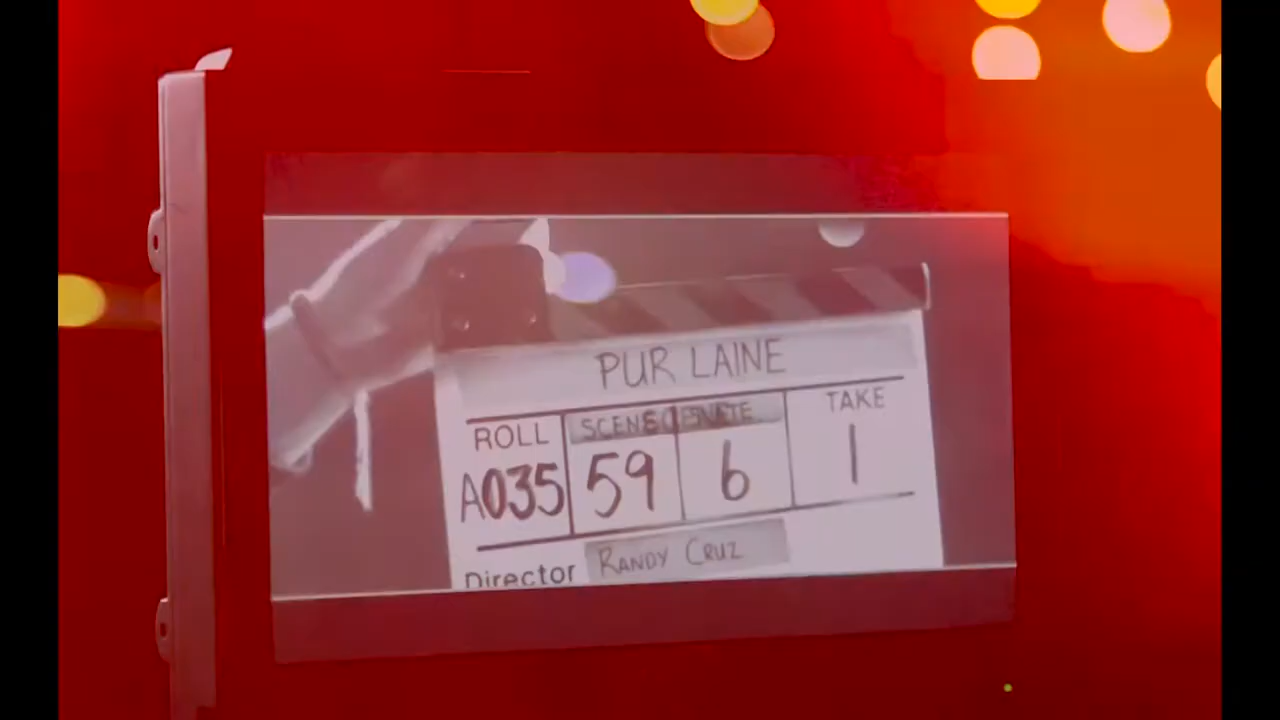 PUR LAINE
ROLL
TAKE
A035 59 6 1
Director RANDY CRUZ